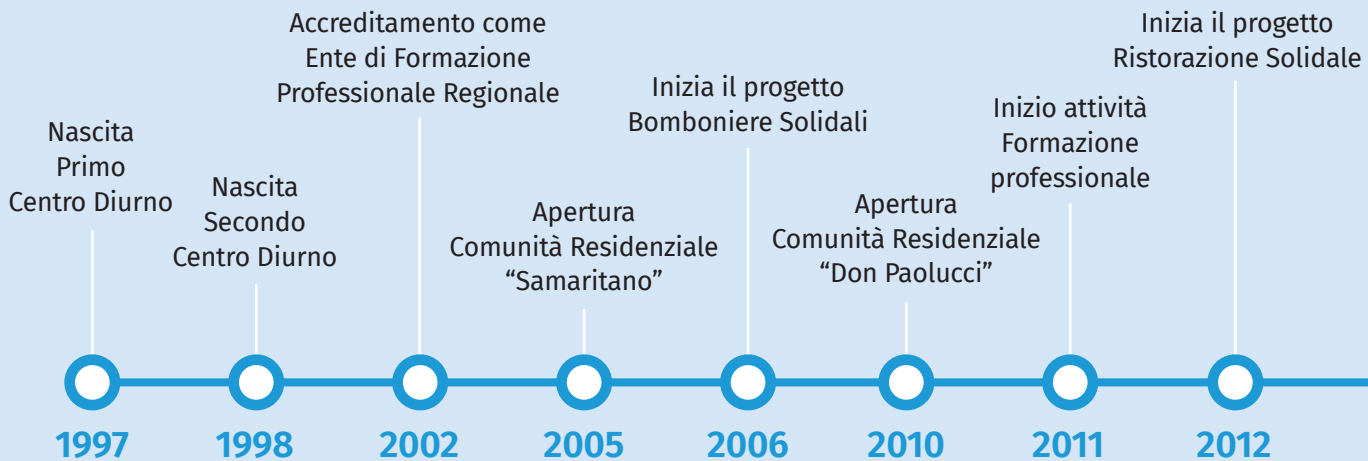 Nascita
Primo
Centro Diurno
1997
Nascita
Secondo
Centro Diurno
1998
Accreditamento come
Ente di Formazione
Professionale Regionale
2002
Apertura
Comunità Residenziale
“Samaritano”
2005
Inizia il progetto
Bomboniere Solidali
2006
Apertura
Comunità Residenziale
“Don Paolucci”
2010
Inizio attività
Formazione
professionale
2011
Inizia il progetto
Ristorazione Solidale
2012